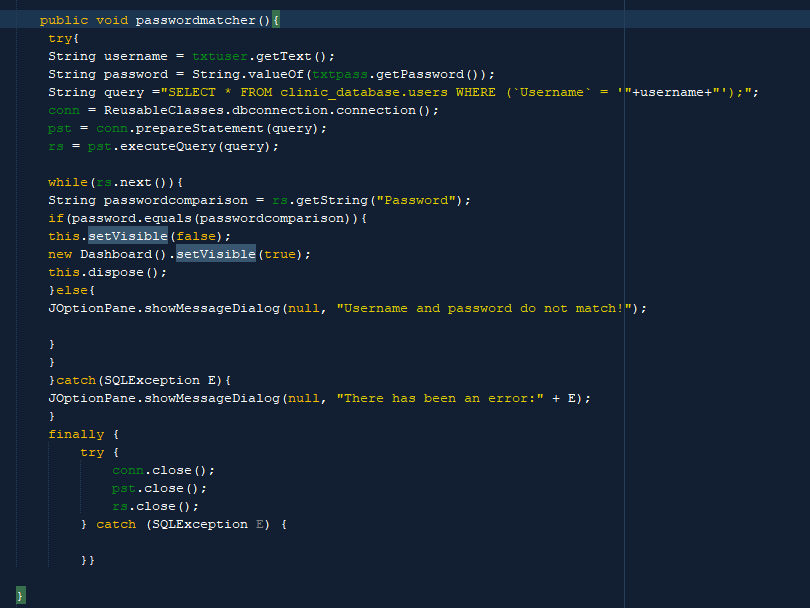 public void passwordmatcher(){
try{
String username = txtuser.getText();
String password = String.valueOf(txtpass.getPassword());
String query ="SELECT * FROM clinic_database.users WHERE (`Username` = '"+username+"');";
conn = ReusableClasses.dbconnection.connection();
pst = conn.prepareStatement(query);
rs = pst.executeQuery(query);
while(rs.next()){
String passwordcomparison = rs.getString("Password");
if(password.equals(passwordcomparison)){
this.setVisible(false);
new Dashboard().setVisible(true);
this.dispose();
}else{
JOptionPane.showMessageDialog(null, "Username and password do not match!");
}
}
}catch(SQLException E){
JOptionPane.showMessageDialog(null, "There has been an error:" + E);
}
finally {
try {
conn.close();
pst.close();
rs.close();
} catch (SQLException E) {
}}
}